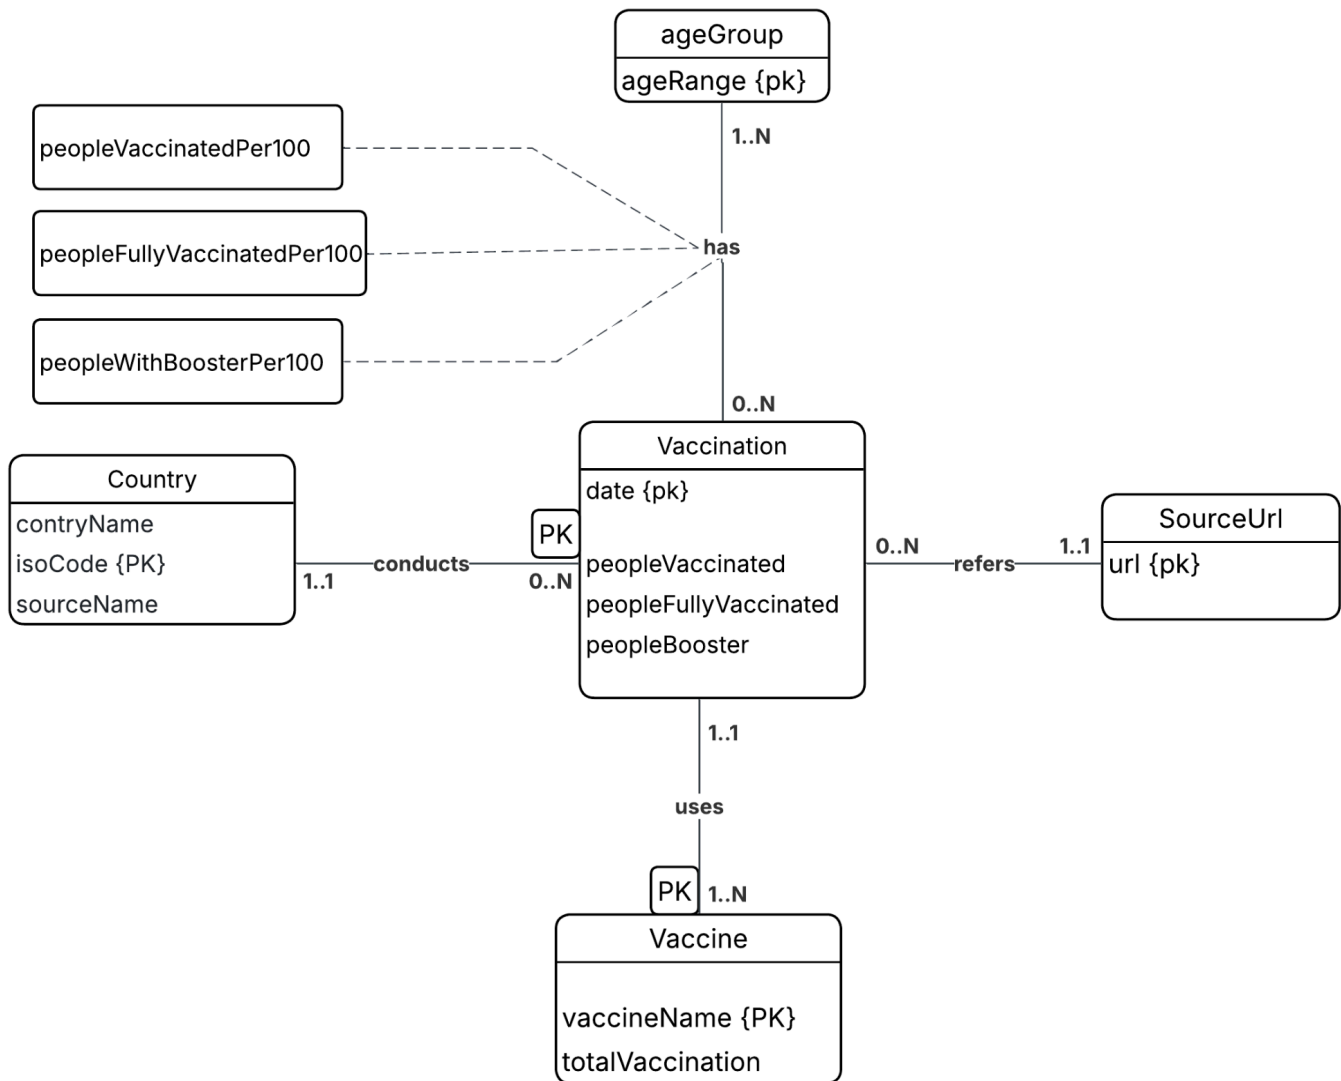 ageGroup
ageRange {pk}
1..N
peopleVaccinatedPer100
has
peopleFullyVaccinatedPer100
peopleWithBoosterPer100
0..N
Vaccination
date {pk}
Country
contryName
isoCode {PK}
sourceName
1..1
conducts
PK
0..N
peopleVaccinated
peopleFullyVaccinated
peopleBooster
0..N
refers
1..1
SourceUrl
url {pk}
1..1
uses
PK
1..N
Vaccine
vaccineName {PK}
totalVaccination